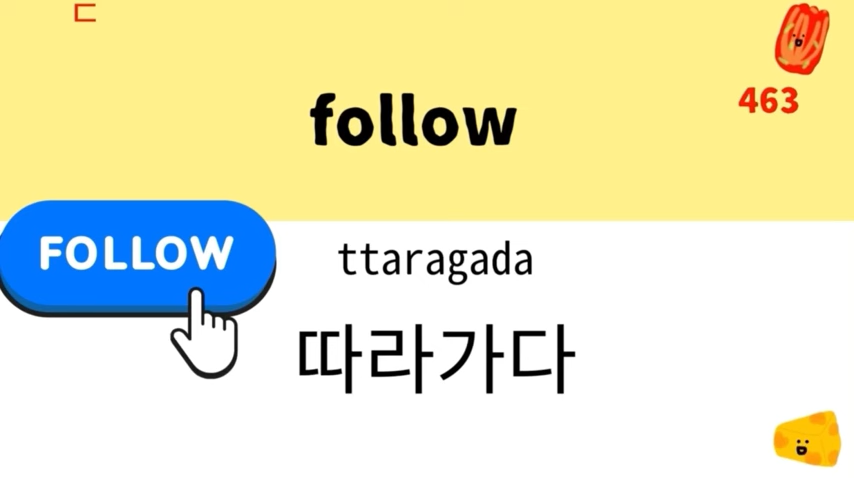 ㄷ
463
follow
FOLLOW
ttaragada
따라가다